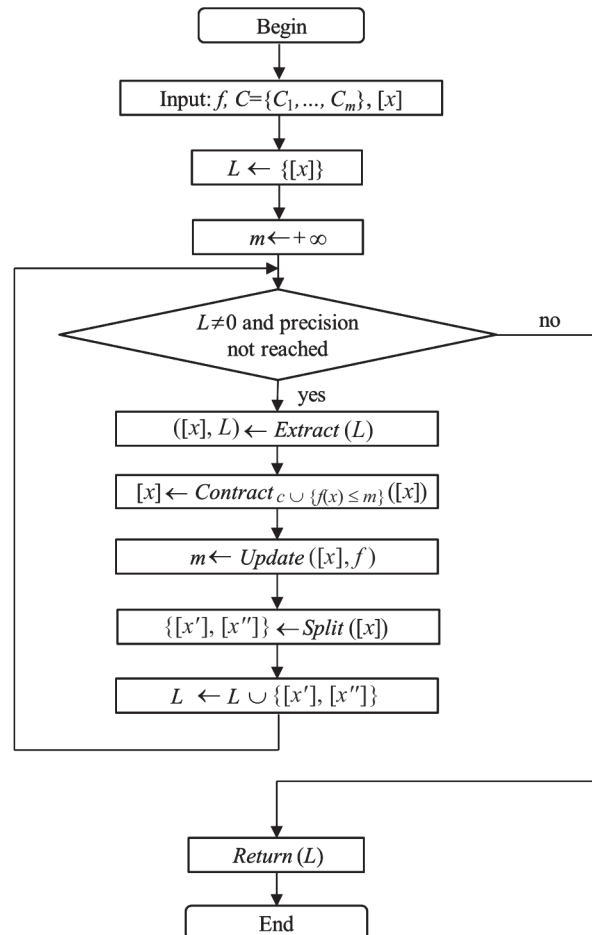 Begin
Input: f, C={C₁,..., Cₘ}, [x]
L ← {[x]}
m ← + ∞
L≠0 and precision
not reached
no
yes
([x], L) ← Extract (L)
[x] ← Contract c ∪ {f(x) ≤ m} ([x])
m ← Update ([x], f)
{[x′], [x″]} ← Split ([x])
L ← L ∪ {[x′], [x″]}
Return (L)
End